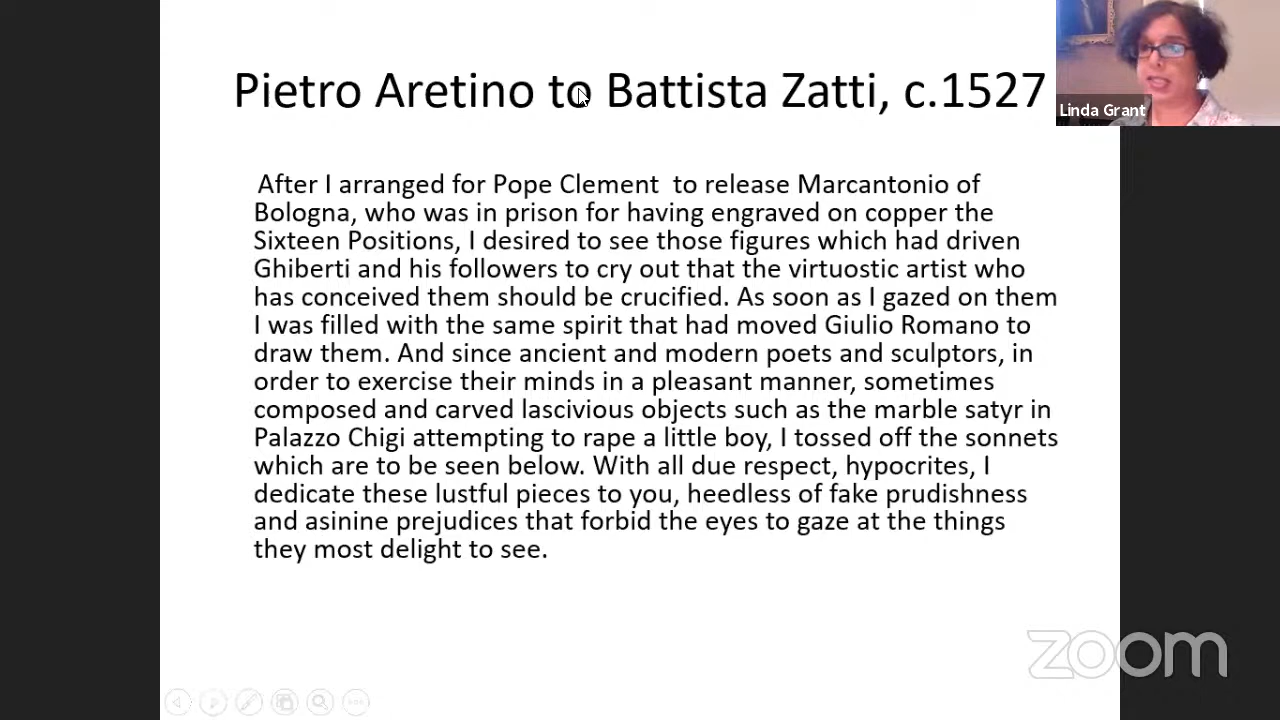 Pietro Aretino to Battista Zatti, c.1527
Linda Grant
After I arranged for Pope Clement to release Marcantonio of
Bologna, who was in prison for having engraved on copper the
Sixteen Positions, I desired to see those figures which had driven
Ghiberti and his followers to cry out that the virtuostic artist who
has conceived them should be crucified. As soon as I gazed on them
I was filled with the same spirit that had moved Giulio Romano to
draw them. And since ancient and modern poets and sculptors, in
order to exercise their minds in a pleasant manner, sometimes
composed and carved lascivious objects such as the marble satyr in
Palazzo Chigi attempting to rape a little boy, I tossed off the sonnets
which are to be seen below. With all due respect, hypocrites, I
dedicate these lustful pieces to you, heedless of fake prudishness
and asinine prejudices that forbid the eyes to gaze at the things
they most delight to see.
zoom